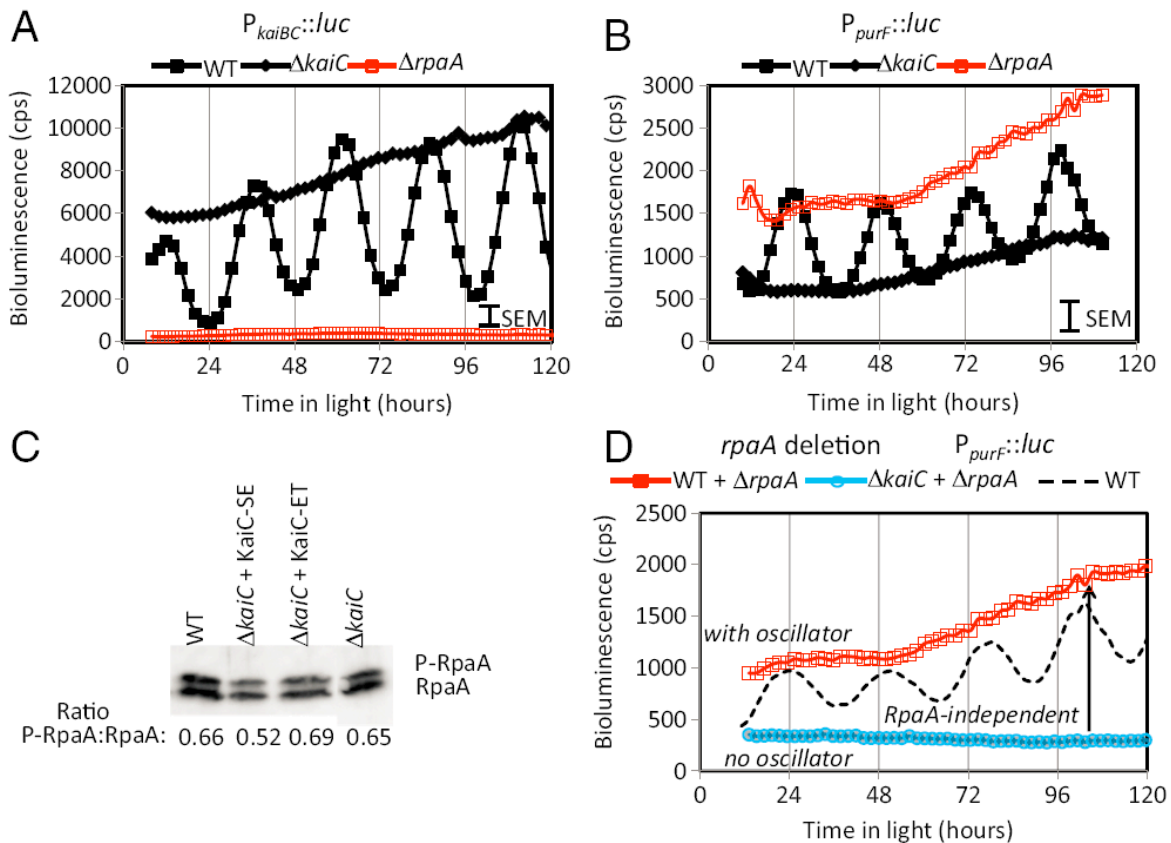 A
P kaiBC::luc
WT ΔkaiC ΔrpaA
12000
10000
8000
6000
4000
2000
0
Bioluminescence (cps)
SEM
0 24 48 72 96 120
Time in light (hours)
B
P purF::luc
WT ΔkaiC ΔrpaA
3000
2500
2000
1500
1000
500
0
Bioluminescence (cps)
SEM
0 24 48 72 96 120
Time in light (hours)
C
WT
ΔkaiC + KaiC-SE
ΔkaiC + KaiC-ET
ΔkaiC
P-RpaA
RpaA
Ratio
P-RpaA:RpaA: 0.66 0.52 0.69 0.65
D
rpaA deletion P purF::luc
WT + ΔrpaA ΔkaiC + ΔrpaA WT
2500
2000
1500
1000
500
0
Bioluminescence (cps)
with oscillator
RpaA-independent
no oscillator
0 24 48 72 96 120
Time in light (hours)